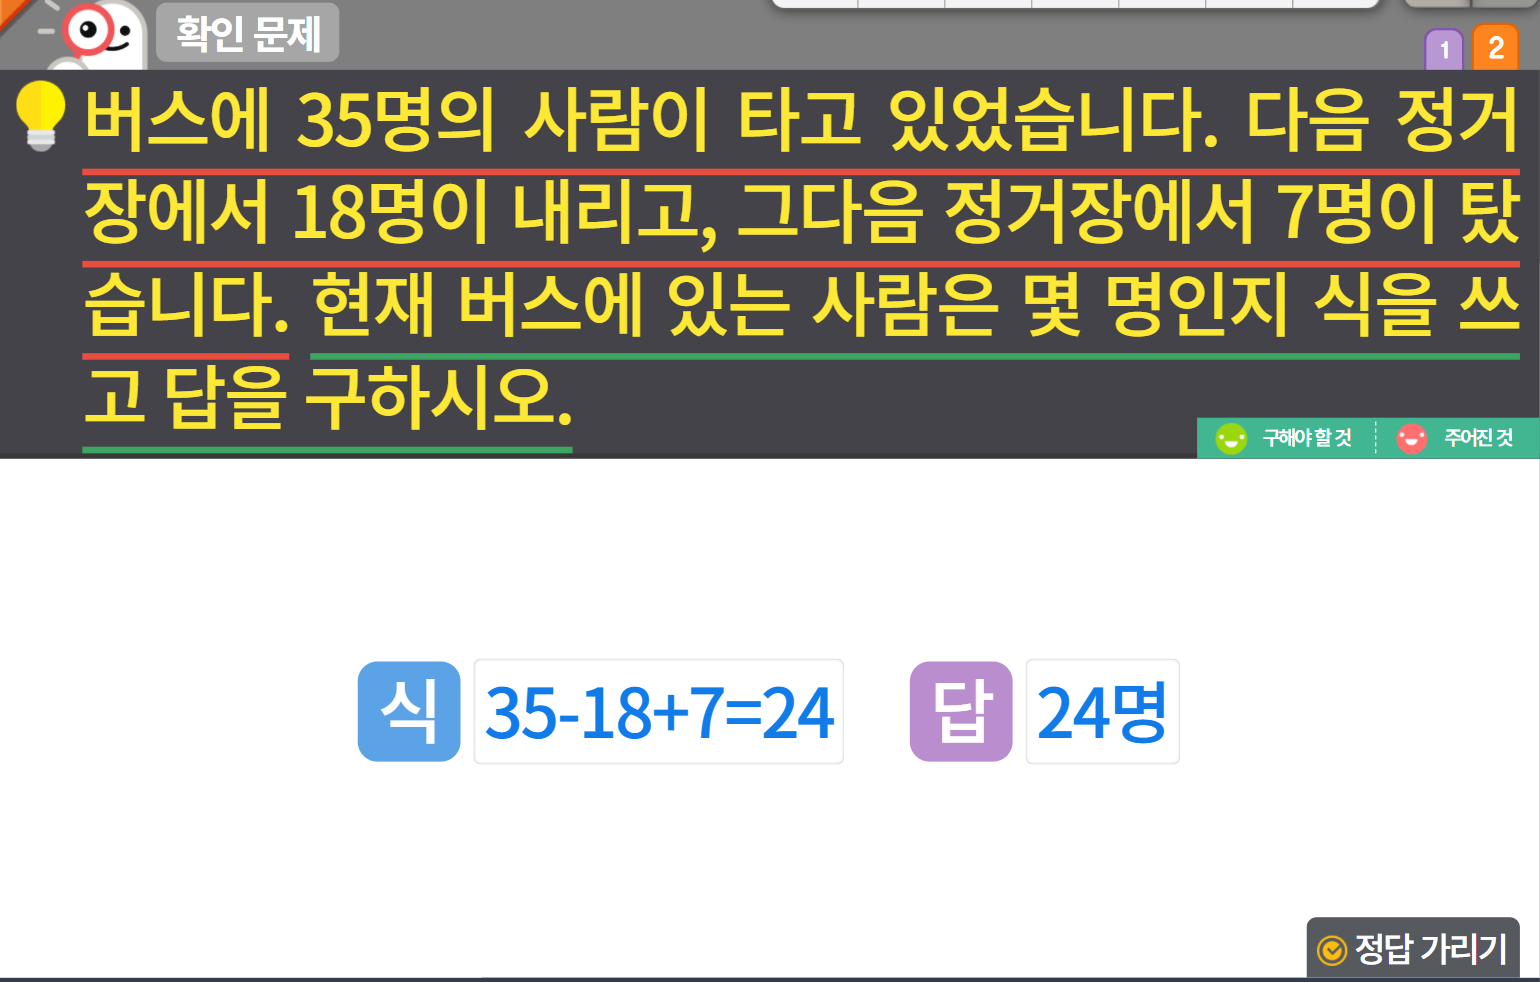 확인 문제
1
2
버스에 35명의 사람이 타고 있었습니다. 다음 정거
장에서 18명이 내리고, 그다음 정거장에서 7명이 탔
습니다. 현재 버스에 있는 사람은 몇 명인지 식을 쓰
고 답을 구하시오.
구해야 할 것 주어진 것
식 35-18+7=24 답 24명
정답 가리기